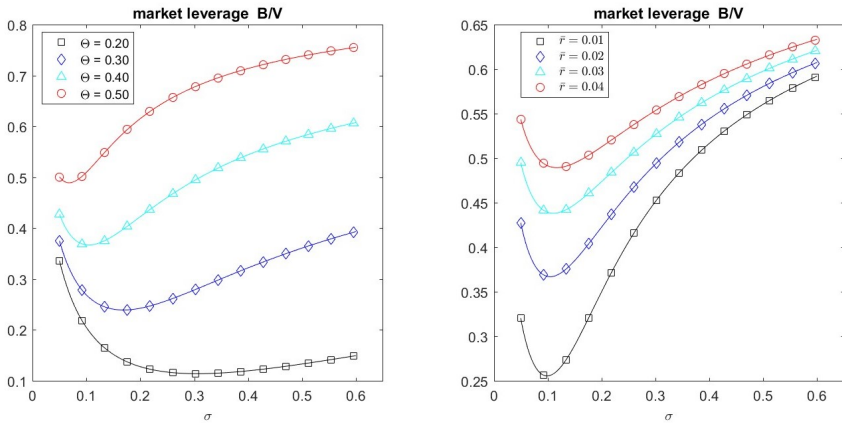 market leverage B/V
0.8
0.7
0.6
0.5
0.4
0.3
0.2
0.1
Θ = 0.20
Θ = 0.30
Θ = 0.40
Θ = 0.50
0 0.1 0.2 0.3 0.4 0.5 0.6
σ
market leverage B/V
0.65
0.6
0.55
0.5
0.45
0.4
0.35
0.3
0.25
r̄ = 0.01
r̄ = 0.02
r̄ = 0.03
r̄ = 0.04
0 0.1 0.2 0.3 0.4 0.5 0.6
σ